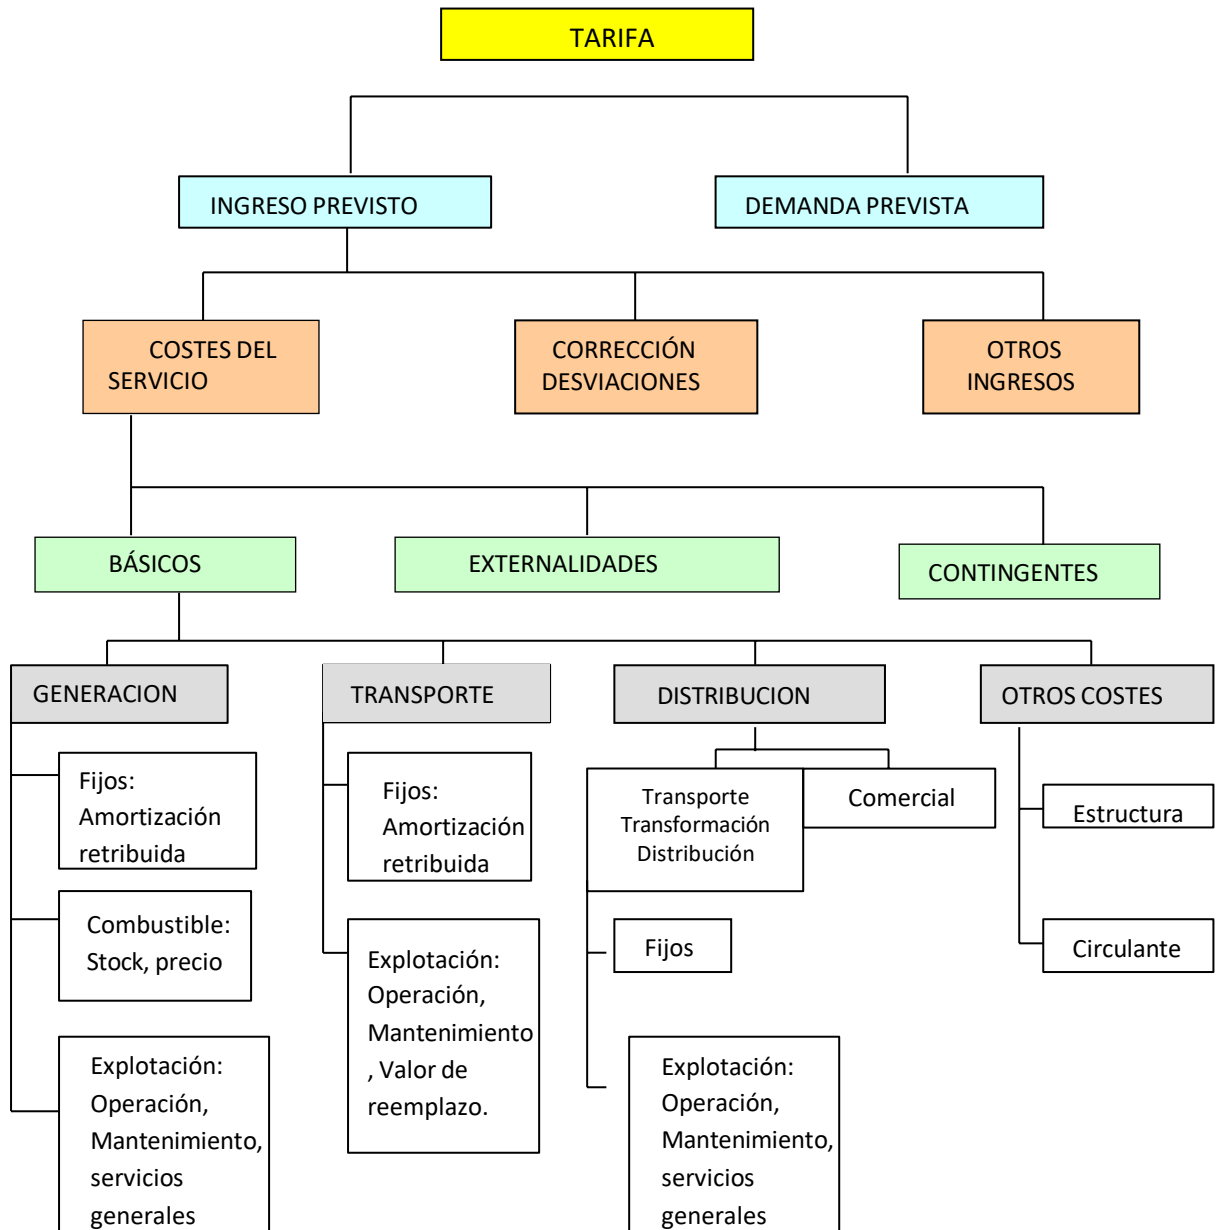 TARIFA
INGRESO PREVISTO
DEMANDA PREVISTA
COSTES DEL
SERVICIO
CORRECCIÓN
DESVIACIONES
OTROS
INGRESOS
BÁSICOS
EXTERNALIDADES
CONTINGENTES
GENERACION
TRANSPORTE
DISTRIBUCION
OTROS COSTES
Fijos:
Amortización
retribuida
Combustible:
Stock, precio
Explotación:
Operación,
Mantenimiento,
servicios
generales
Fijos:
Amortización
retribuida
Explotación:
Operación,
Mantenimiento
, Valor de
reemplazo.
Transporte
Transformación
Distribución
Comercial
Fijos
Explotación:
Operación,
Mantenimiento,
servicios
generales
Estructura
Circulante